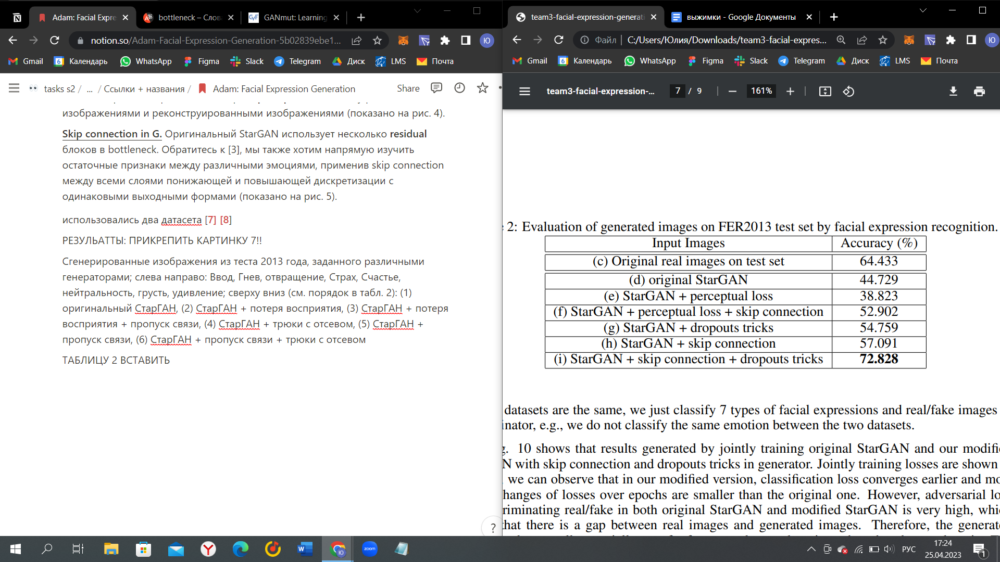 Adam: Facial Expre
bottleneck – Слов
GANmut: Learning
notion.so/Adam-Facial-Expression-Generation-5b02839ebe1...
Ю
Gmail
Календарь
WhatsApp
Figma
Slack
Telegram
Диск
LMS
Почта
tasks s2 / ... / Ссылки + названия / Adam: Facial Expression Generation
Share
изображениями и реконструированными изображениями (показано на рис. 4).
Skip connection in G. Оригинальный StarGAN использует несколько residual
блоков в bottleneck. Обратитесь к [3], мы также хотим напрямую изучить
остаточные признаки между различными эмоциями, применив skip connection
между всеми слоями понижающей и повышающей дискретизации с
одинаковыми выходными формами (показано на рис. 5).
использовались два датасета [7] [8]
РЕЗУЛЬАТТЫ: ПРИКРЕПИТЬ КАРТИНКУ 7!!
Сгенерированные изображения из теста 2013 года, заданного различными
генераторами; слева направо: Ввод, Гнев, отвращение, Страх, Счастье,
нейтральность, грусть, удивление; сверху вниз (см. порядок в табл. 2): (1)
оригинальный СтарГАН, (2) СтарГАН + потеря восприятия, (3) СтарГАН + потеря
восприятия + пропуск связи, (4) СтарГАН + трюки с отсевом, (5) СтарГАН +
пропуск связи, (6) СтарГАН + пропуск связи + трюки с отсевом
ТАБЛИЦУ 2 ВСТАВИТЬ
?
team3-facial-expression-generati
выжимки - Google Документы
Файл | C:/Users/Юлия/Downloads/team3-facial-expres...
Ю
Gmail
Календарь
WhatsApp
Figma
Slack
Telegram
Диск
LMS
Почта
team3-facial-expression-...
7 / 9
161%
2: Evaluation of generated images on FER2013 test set by facial expression recognition.
Input Images Accuracy (%)
(c) Original real images on test set 64.433
(d) original StarGAN 44.729
(e) StarGAN + perceptual loss 38.823
(f) StarGAN + perceptual loss + skip connection 52.902
(g) StarGAN + dropouts tricks 54.759
(h) StarGAN + skip connection 57.091
(i) StarGAN + skip connection + dropouts tricks 72.828
datasets are the same, we just classify 7 types of facial expressions and real/fake images
inator, e.g., we do not classify the same emotion between the two datasets.
g. 10 shows that results generated by jointly training original StarGAN and our modifi
N with skip connection and dropouts tricks in generator. Jointly training losses are shown
we can observe that in our modified version, classification loss converges earlier and mo
hanges of losses over epochs are smaller than the original one. However, adversarial lo
riminating real/fake in both original StarGAN and modified StarGAN is very high, whi
that there is a gap between real images and generated images. Therefore, the generat
zoom
РУС
17:24
25.04.2023
1